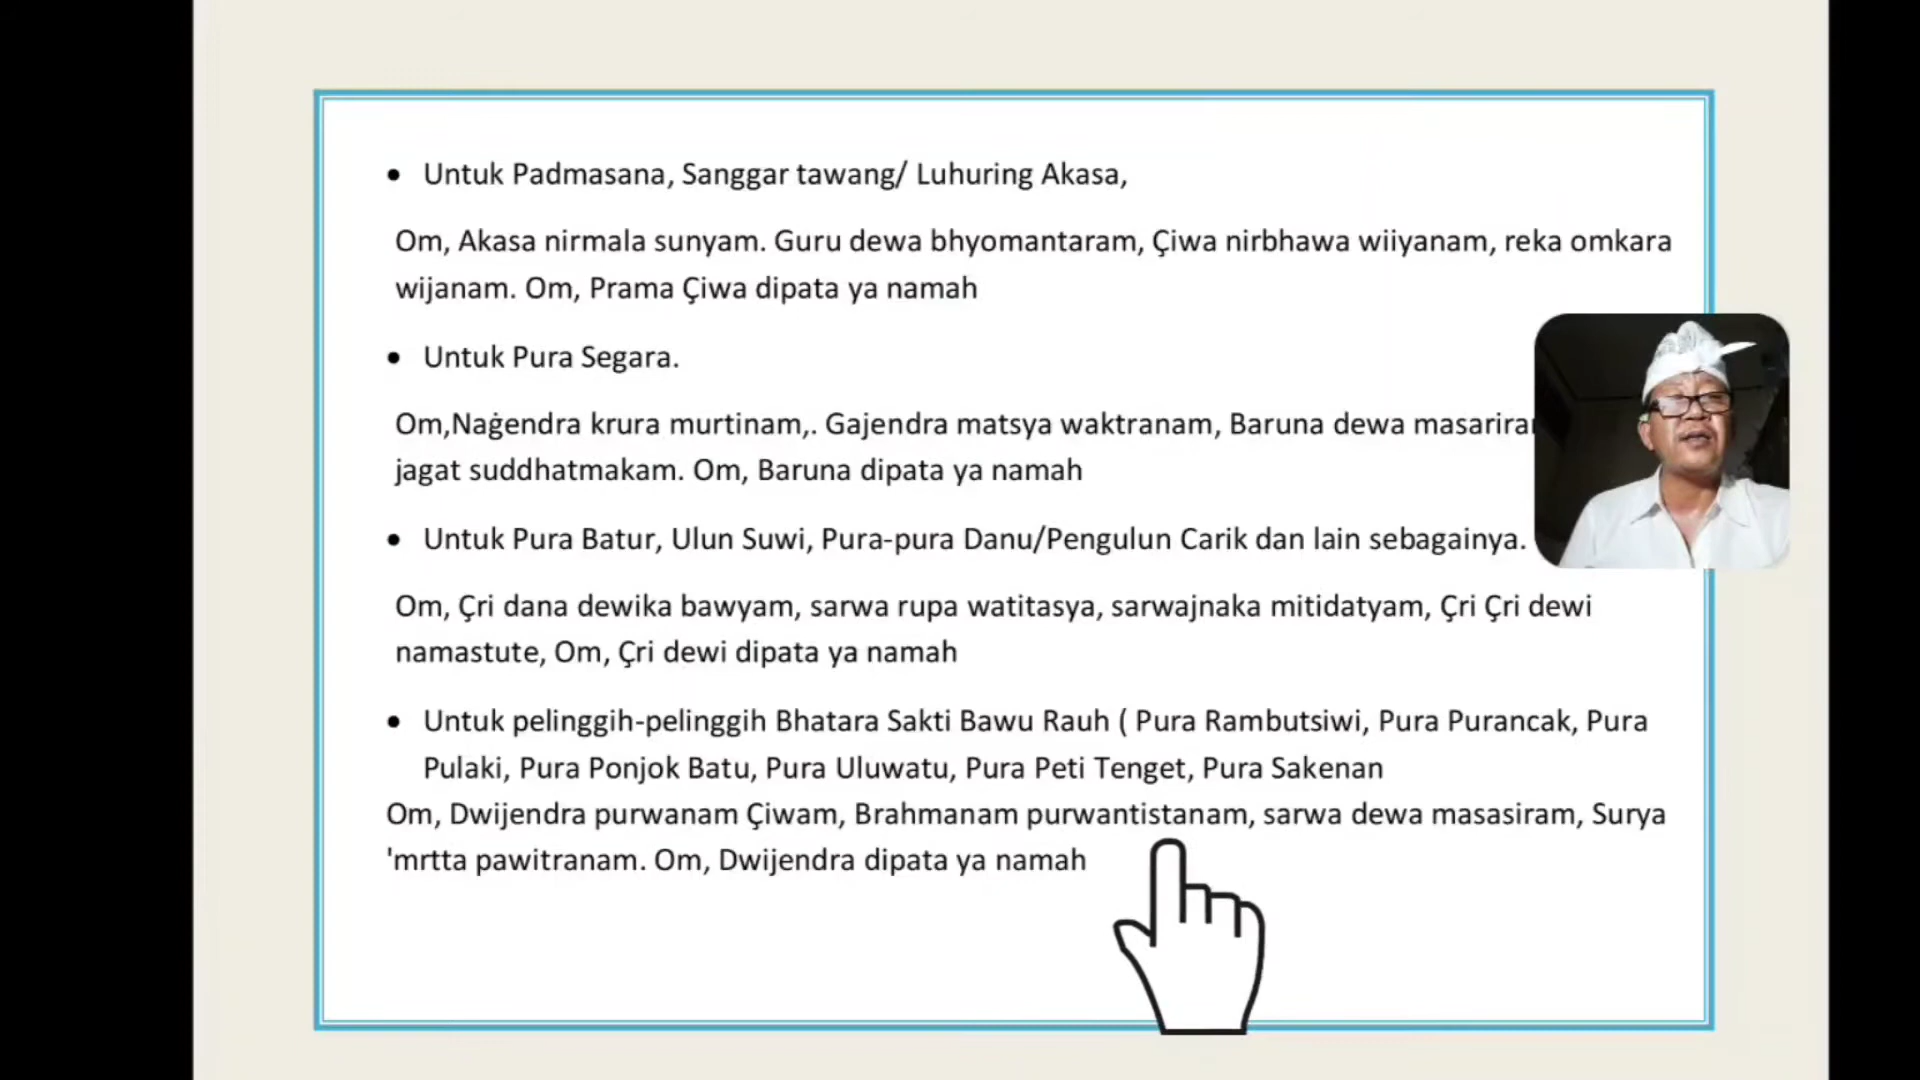 • Untuk Padmasana, Sanggar tawang/ Luhuring Akasa,
Om, Akasa nirmala sunyam. Guru dewa bhyomantaram, Çiwa nirbhawa wiiyanam, reka omkara
wijanam. Om, Prama Çiwa dipata ya namah
• Untuk Pura Segara.
Om,Naġendra krura murtinam,. Gajendra matsya waktranam, Baruna dewa
jagat suddhatmakam. Om, Baruna dipata ya namah
• Untuk Pura Batur, Ulun Suwi, Pura-pura Danu/Pengulun Carik dan lain sebagainya.
Om, Çri dana dewika bawyam, sarwa rupa watitasya, sarwajnaka mitidatyam, Çri Çri dewi
namastute, Om, Çri dewi dipata ya namah
• Untuk pelinggih-pelinggih Bhatara Sakti Bawu Rauh ( Pura Rambutsiwi, Pura Purancak, Pura
Pulaki, Pura Ponjok Batu, Pura Uluwatu, Pura Peti Tenget, Pura Sakenan
Om, Dwijendra purwanam Çiwam, Brahmanam purwantistanam, sarwa dewa masasiram, Surya
'mrtta pawitranam. Om, Dwijendra dipata ya namah